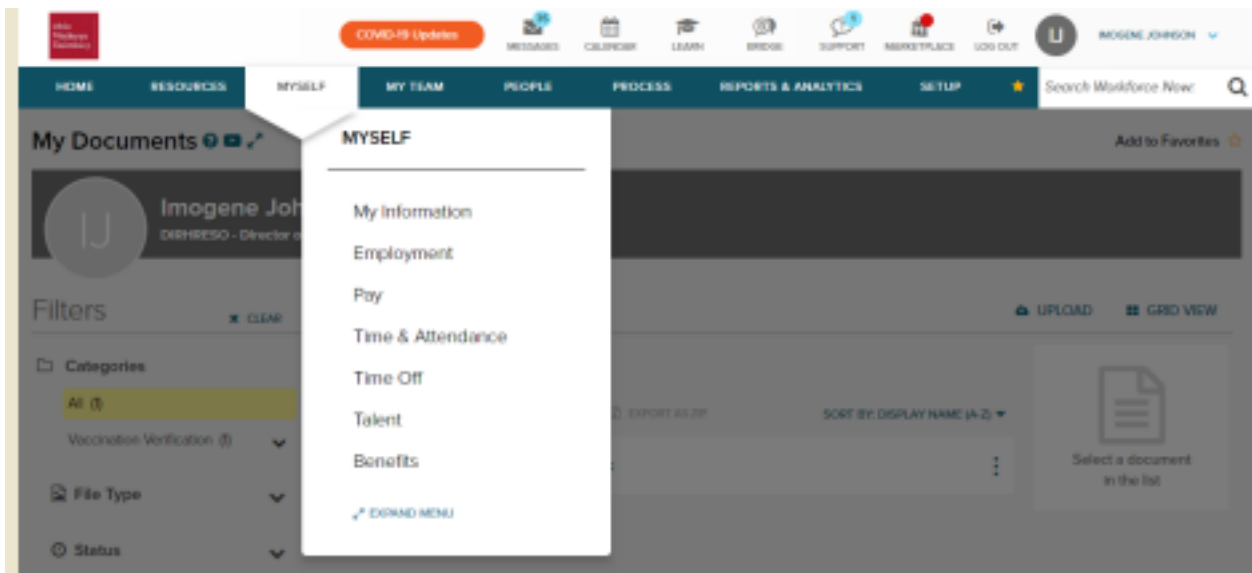 COVID-19 Updates
MESSAGES
CALENDAR
LEARN
BRIDGE
SUPPORT
MARKETPLACE
LOG OUT
IJ
IMOGENE JOHNSON
HOME
RESOURCES
MYSELF
MY TEAM
PEOPLE
PROCESS
REPORTS & ANALYTICS
SETUP
Search Workforce Now
My Documents
Add to Favorites
IJ
Imogene Joh
DIRHRESO - Director o
MYSELF
My Information
Employment
Pay
Time & Attendance
Time Off
Talent
Benefits
EXPAND MENU
Filters
CLEAR
UPLOAD
GRID VIEW
Categories
All (1)
Vaccination Verification (1)
File Type
Status
EXPORT AS ZIP
SORT BY: DISPLAY NAME (A-Z)
Select a document
in the list